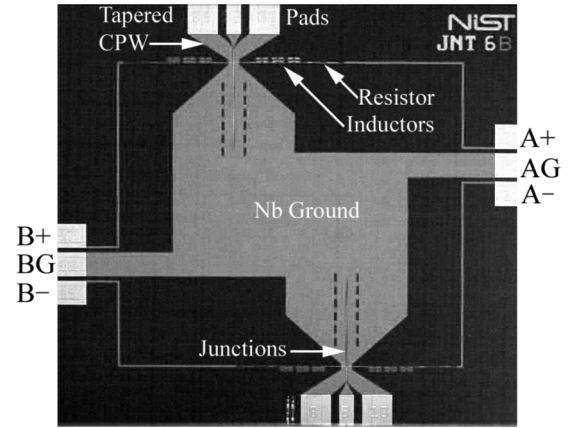 Tapered
CPW
Pads
NIST
JNT 6B
Resistor
Inductors
A+
AG
A−
Nb Ground
B+
BG
B−
Junctions